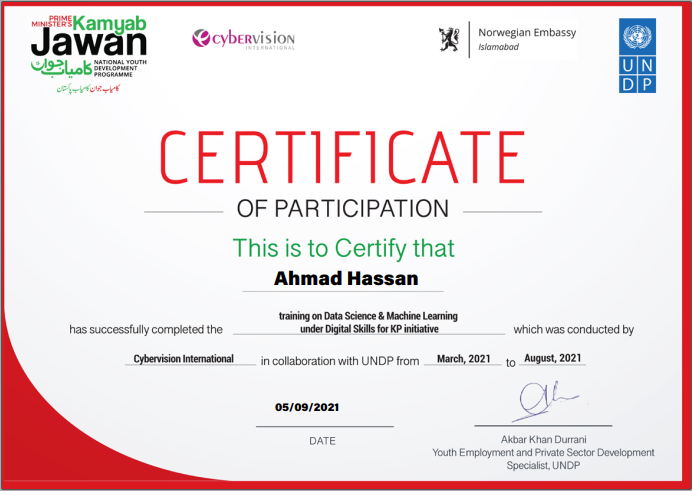 PRIME
MINISTER'S Kamyab
Jawan
کامیاب جوان NATIONAL YOUTH
DEVELOPMENT
PROGRAMME
کامیاب جوان کامیاب پاکستان
cybervision
INTERNATIONAL
Norwegian Embassy
Islamabad
U N
D P
CERTIFICATE
OF PARTICIPATION
This is to Certify that
Ahmad Hassan
training on Data Science & Machine Learning
has successfully completed the under Digital Skills for KP initiative which was conducted by
Cybervision International in collaboration with UNDP from March, 2021 to August, 2021
05/09/2021
DATE
Akbar Khan Durrani
Youth Employment and Private Sector Development
Specialist, UNDP